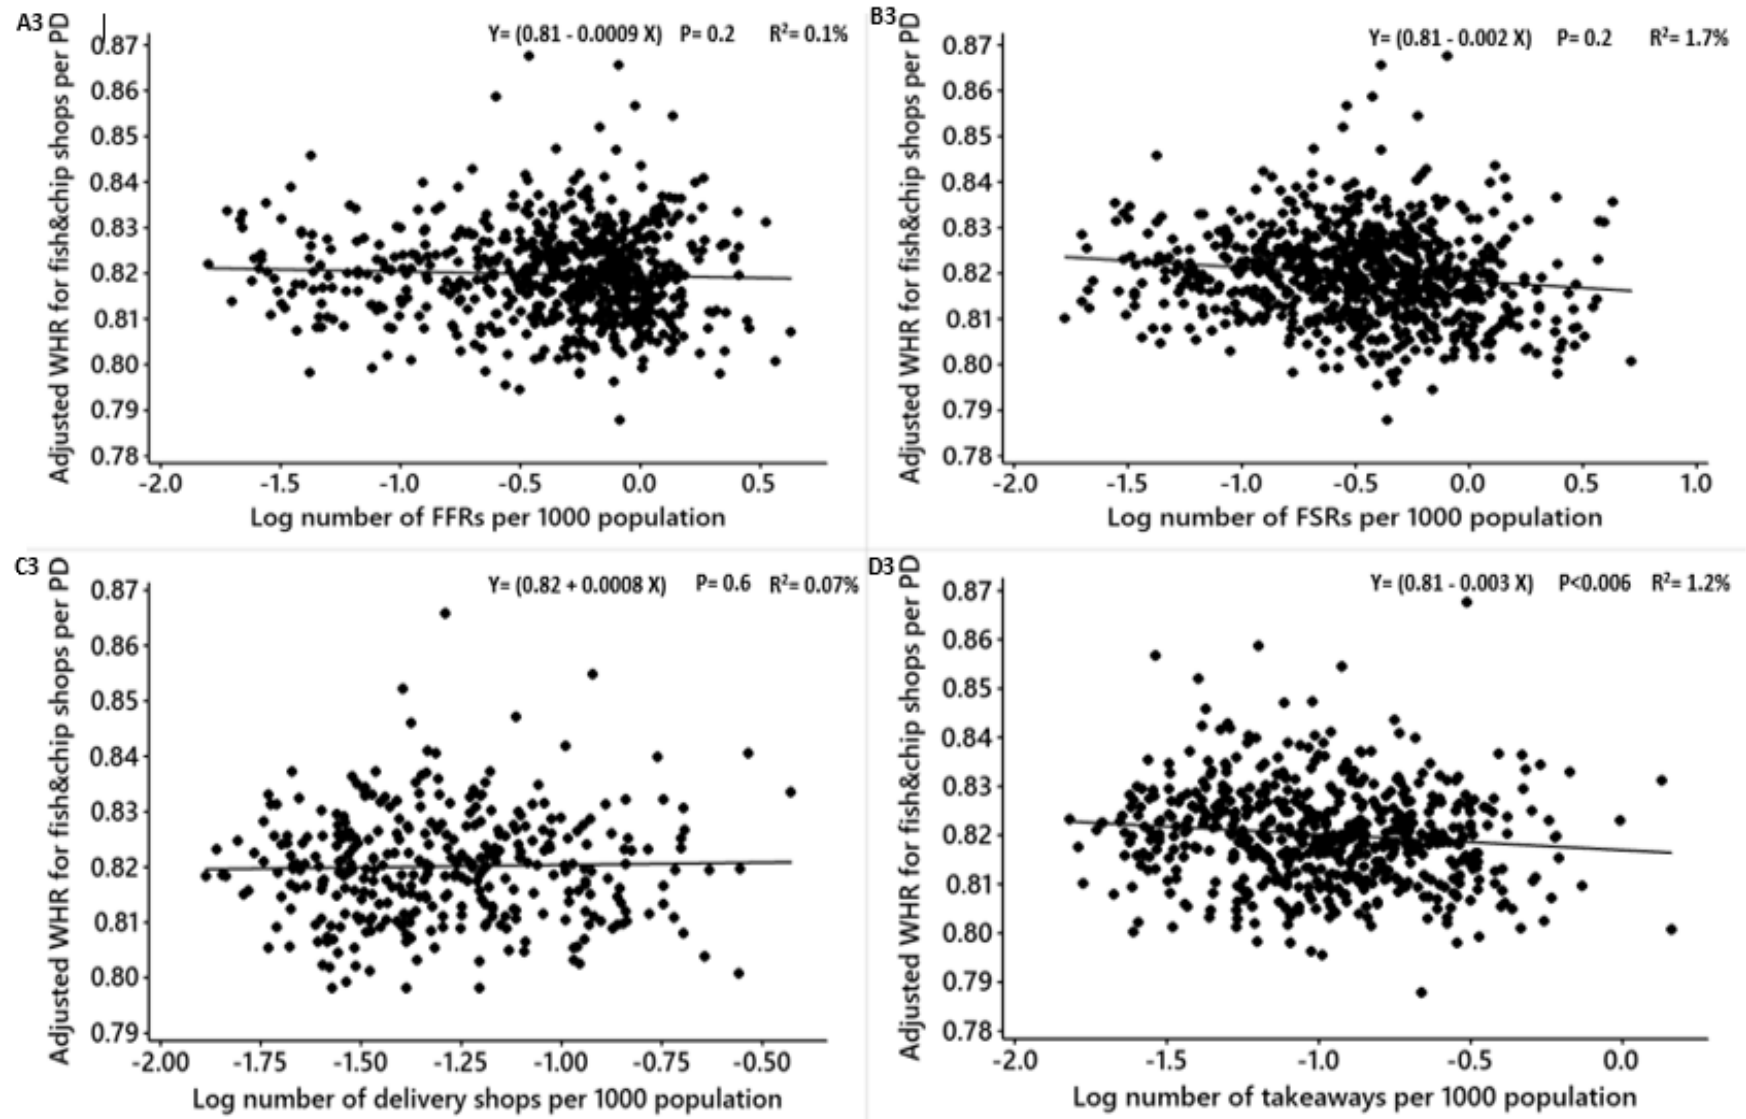 A3
Y= (0.81 - 0.0009 X) P= 0.2 R²= 0.1%
Adjusted WHR for fish&chip shops per PD
0.87
0.86
0.85
0.84
0.83
0.82
0.81
0.80
0.79
0.78
-2.0 -1.5 -1.0 -0.5 0.0 0.5
Log number of FFRs per 1000 population
B3
Y= (0.81 - 0.002 X) P= 0.2 R²= 1.7%
Adjusted WHR for fish&chip shops per PD
0.87
0.86
0.85
0.84
0.83
0.82
0.81
0.80
0.79
0.78
-2.0 -1.5 -1.0 -0.5 0.0 0.5 1.0
Log number of FSRs per 1000 population
C3
Y= (0.82 + 0.0008 X) P= 0.6 R²= 0.07%
Adjusted WHR for fish&chip shops per PD
0.87
0.86
0.85
0.84
0.83
0.82
0.81
0.80
0.79
-2.00 -1.75 -1.50 -1.25 -1.00 -0.75 -0.50
Log number of delivery shops per 1000 population
D3
Y= (0.81 - 0.003 X) P<0.006 R²= 1.2%
Adjusted WHR for fish&chip shops per PD
0.87
0.86
0.85
0.84
0.83
0.82
0.81
0.80
0.79
0.78
-2.0 -1.5 -1.0 -0.5 0.0
Log number of takeaways per 1000 population